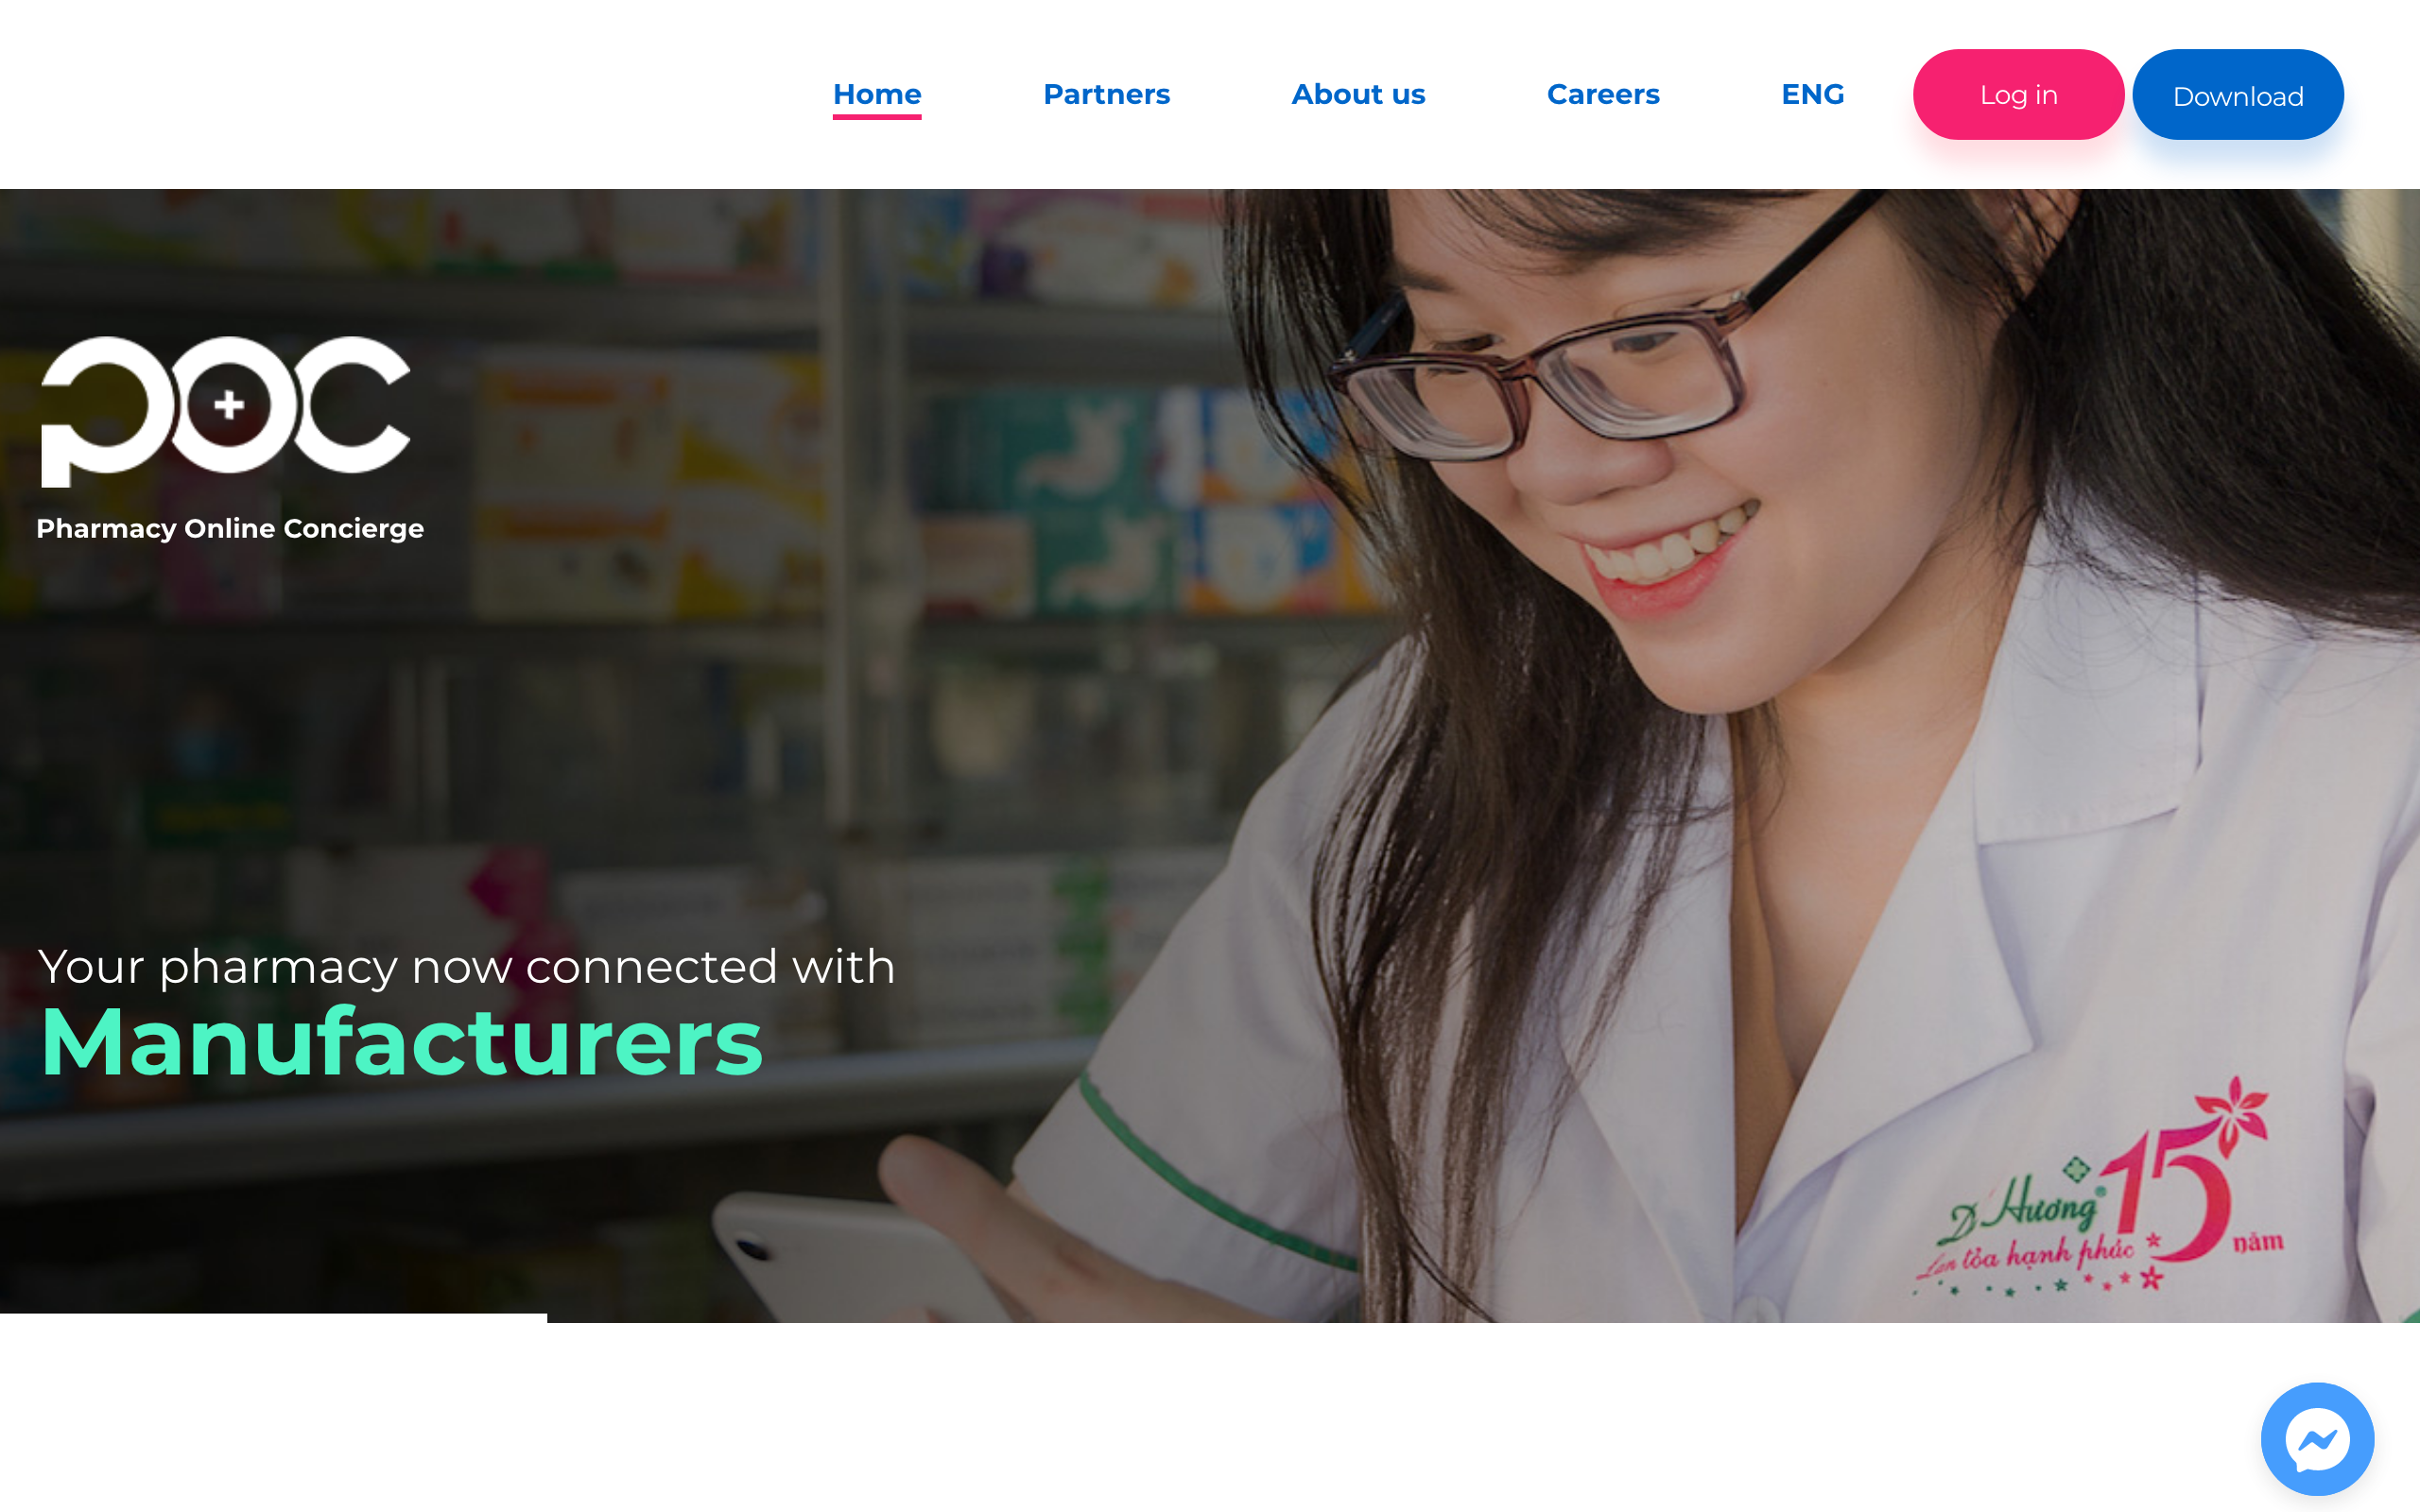 Home Partners About us Careers ENG Log in Download
poc
Pharmacy Online Concierge
Your pharmacy now connected with
Manufacturers
D Hương® 15 năm
Lan tỏa hạnh phúc